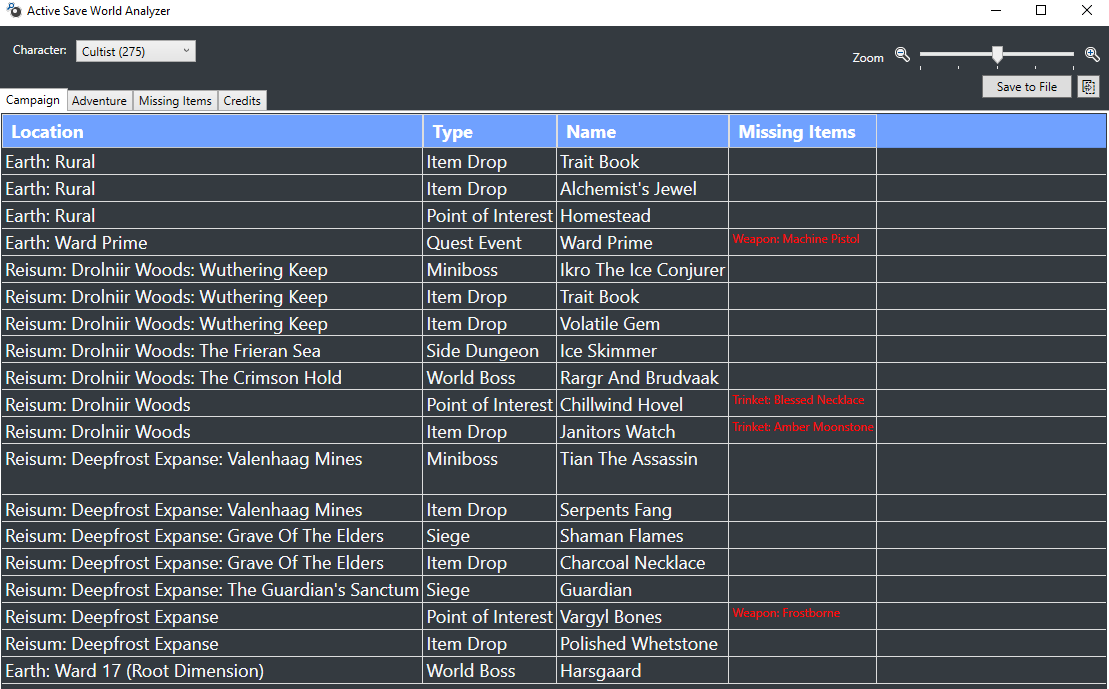 Active Save World Analyzer
Character: Cultist (275)
Zoom
Save to File
Campaign Adventure Missing Items Credits
Location Type Name Missing Items
Earth: Rural Item Drop Trait Book
Earth: Rural Item Drop Alchemist's Jewel
Earth: Rural Point of Interest Homestead
Earth: Ward Prime Quest Event Ward Prime Weapon: Machine Pistol
Reisum: Drolniir Woods: Wuthering Keep Miniboss Ikro The Ice Conjurer
Reisum: Drolniir Woods: Wuthering Keep Item Drop Trait Book
Reisum: Drolniir Woods: Wuthering Keep Item Drop Volatile Gem
Reisum: Drolniir Woods: The Frieran Sea Side Dungeon Ice Skimmer
Reisum: Drolniir Woods: The Crimson Hold World Boss Rargr And Brudvaak
Reisum: Drolniir Woods Point of Interest Chillwind Hovel Trinket: Blessed Necklace
Reisum: Drolniir Woods Item Drop Janitors Watch Trinket: Amber Moonstone
Reisum: Deepfrost Expanse: Valenhaag Mines Miniboss Tian The Assassin
Reisum: Deepfrost Expanse: Valenhaag Mines Item Drop Serpents Fang
Reisum: Deepfrost Expanse: Grave Of The Elders Siege Shaman Flames
Reisum: Deepfrost Expanse: Grave Of The Elders Item Drop Charcoal Necklace
Reisum: Deepfrost Expanse: The Guardian's Sanctum Siege Guardian
Reisum: Deepfrost Expanse Point of Interest Vargyl Bones Weapon: Frostborne
Reisum: Deepfrost Expanse Item Drop Polished Whetstone
Earth: Ward 17 (Root Dimension) World Boss Harsgaard